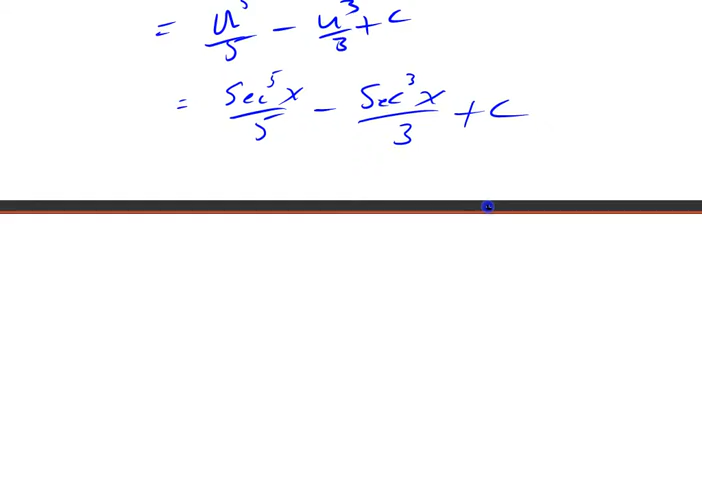 = u^5/5 - u^3/3 + C
= Sec^5 x/5 - Sec^3 x/3 + C